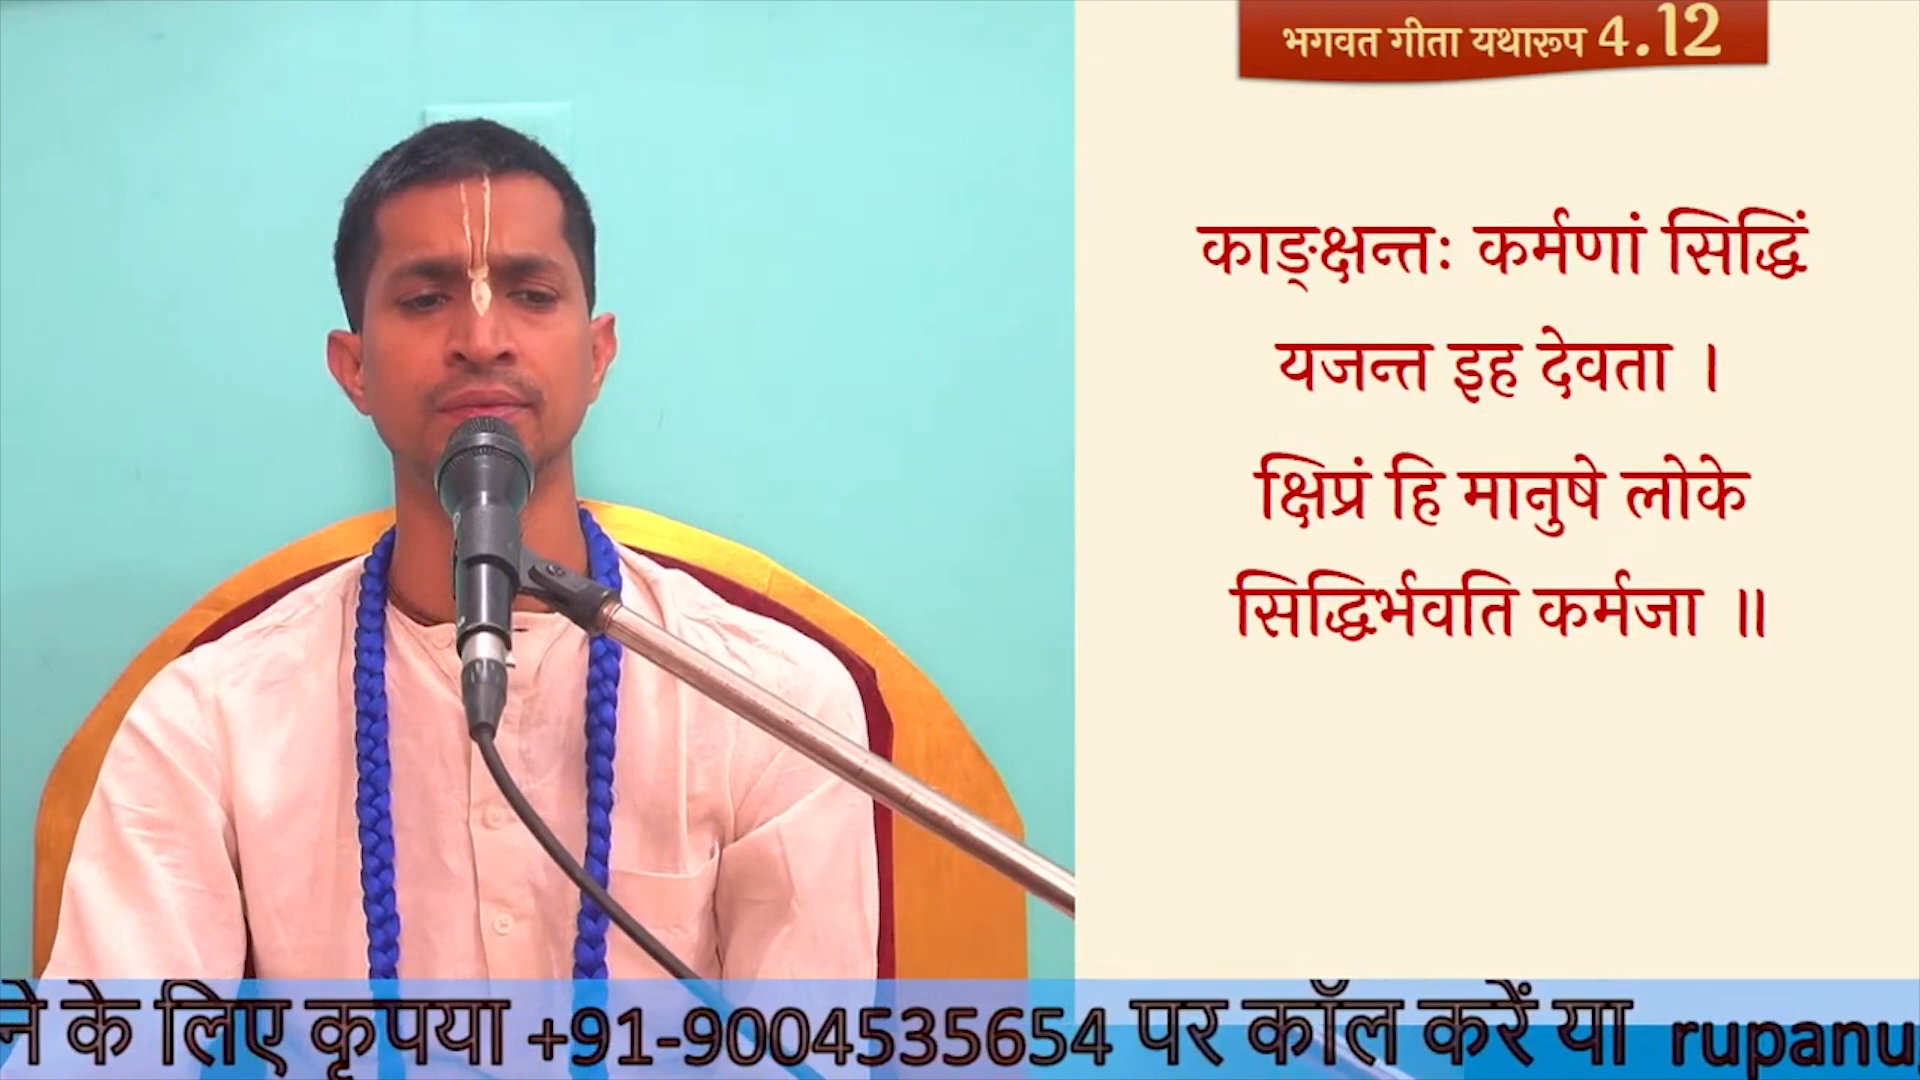 भगवत गीता यथारूप 4.12
काङ्क्षन्तः कर्मणां सिद्धिं
यजन्त इह देवता ।
क्षिप्रं हि मानुषे लोके
सिद्धिर्भवति कर्मजा ॥
ने के लिए कृपया +91-9004535654 पर कॉल करें या rupanu